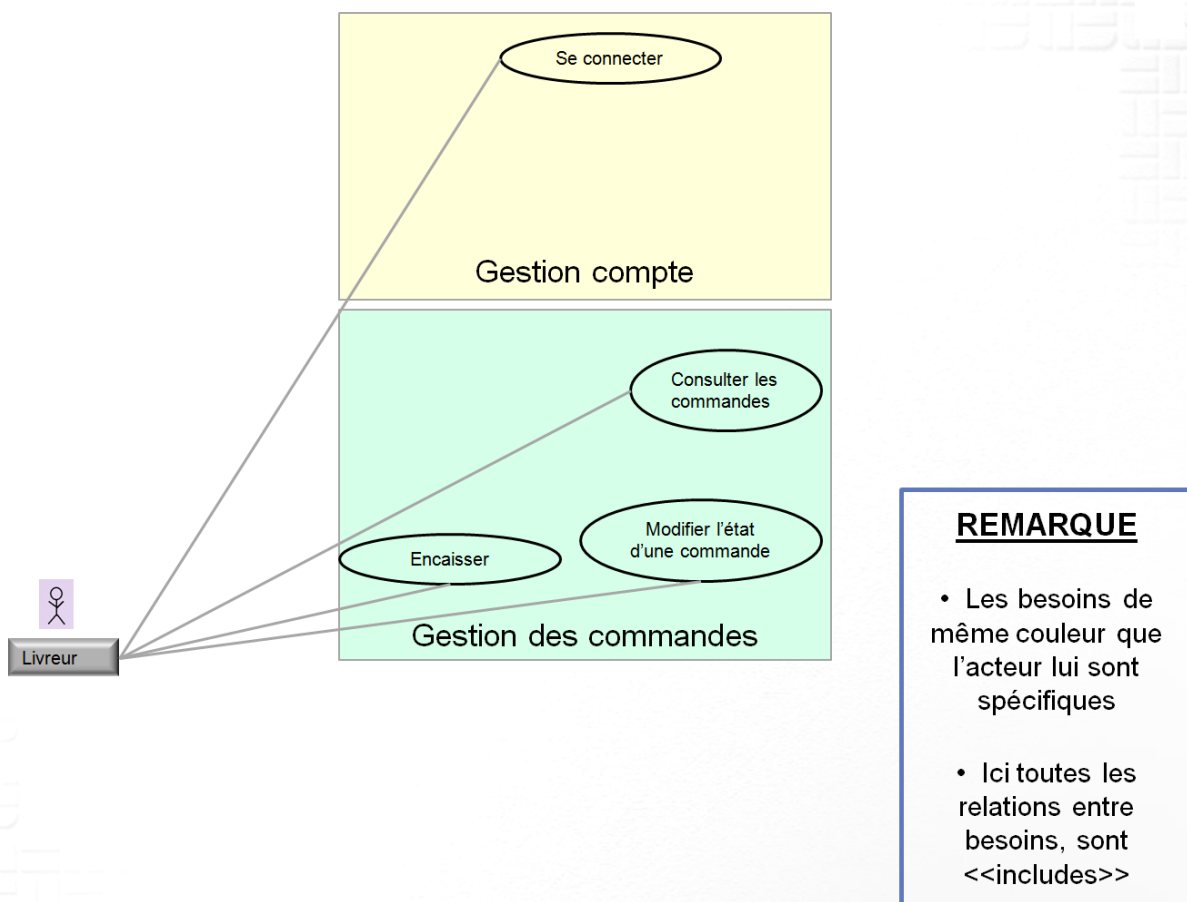 Se connecter
Gestion compte
Consulter les
commandes
Modifier l'état
d'une commande
Encaisser
Gestion des commandes
Livreur
REMARQUE
• Les besoins de
même couleur que
l'acteur lui sont
spécifiques
• Ici toutes les
relations entre
besoins, sont
<<includes>>